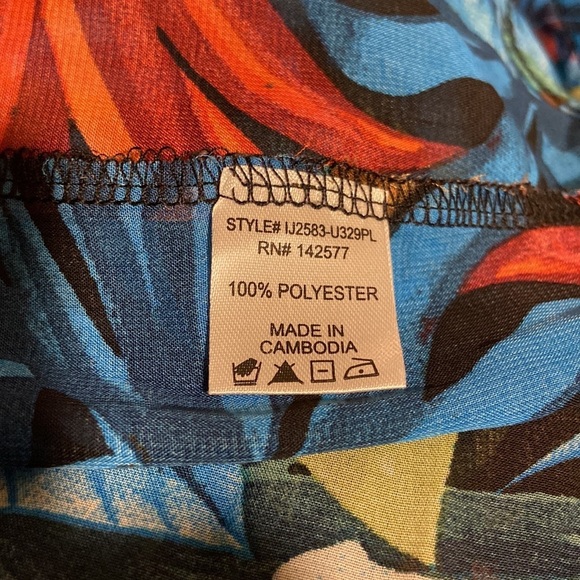 STYLE# IJ2583-U329PL
RN# 142577
100% POLYESTER
MADE IN
CAMBODIA